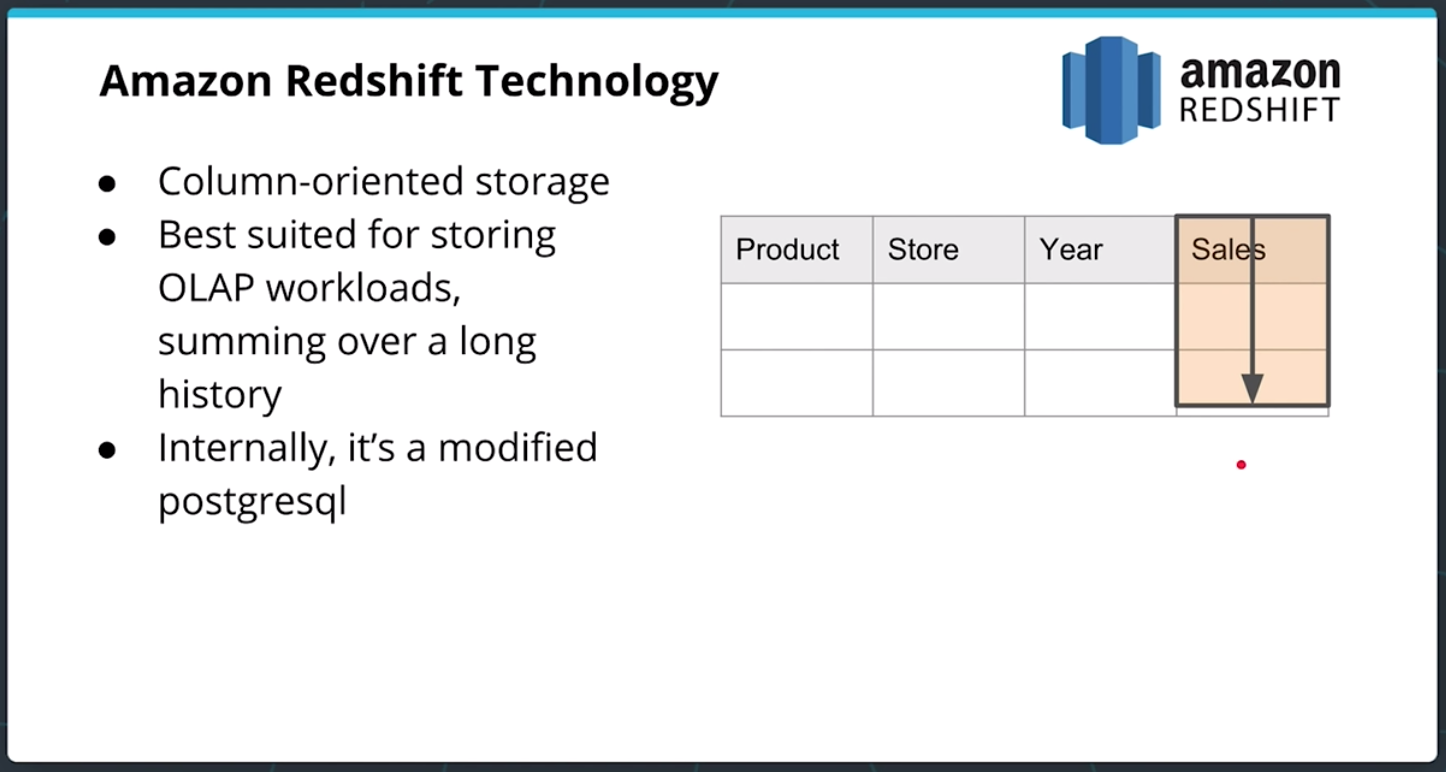 Amazon Redshift Technology
amazon
REDSHIFT
● Column-oriented storage
● Best suited for storing
OLAP workloads,
summing over a long
history
● Internally, it’s a modified
postgresql
Product Store Year Sales